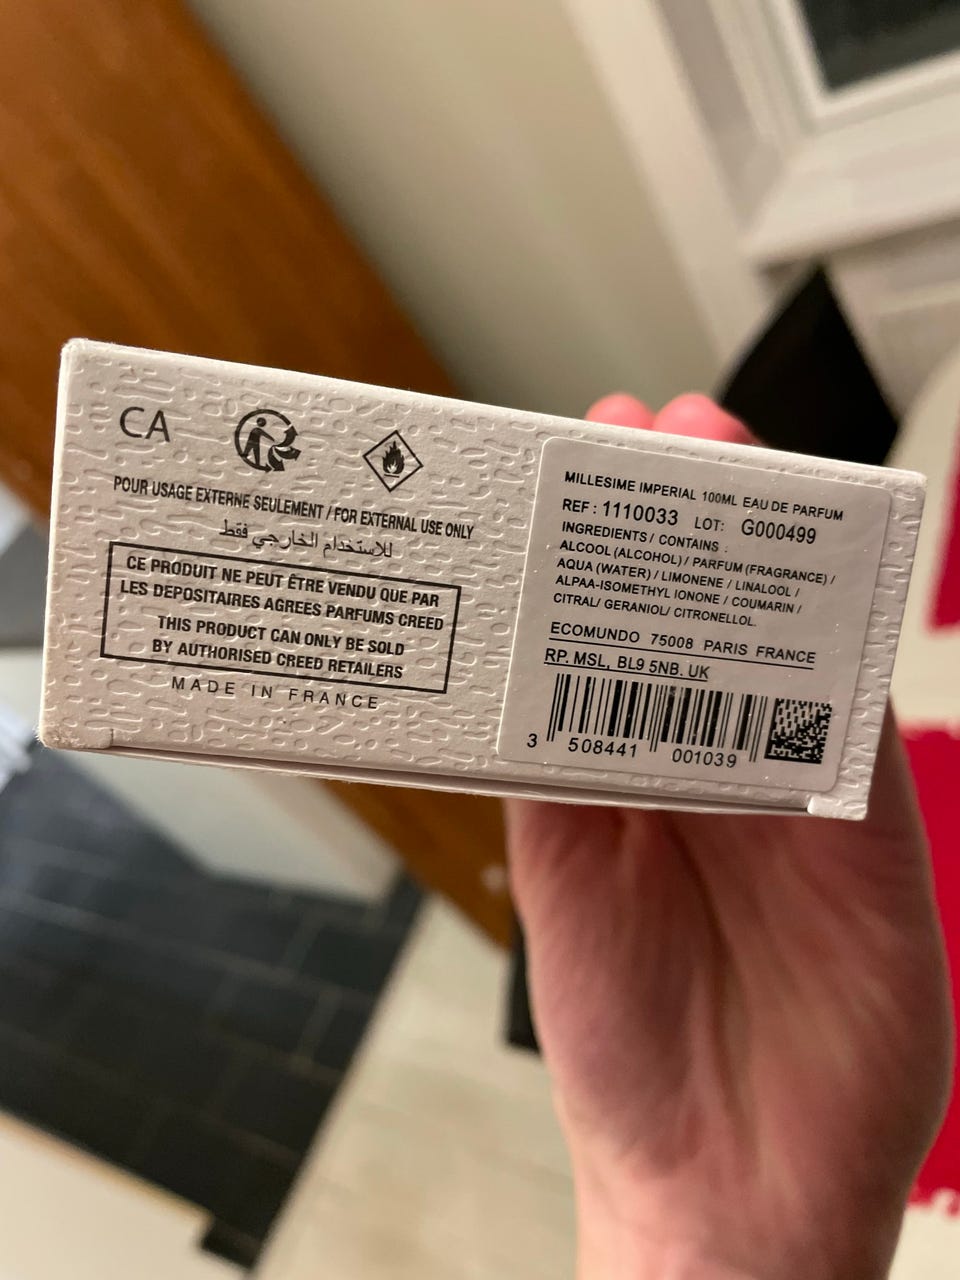 CA
POUR USAGE EXTERNE SEULEMENT / FOR EXTERNAL USE ONLY
للاستخدام الخارجي فقط
CE PRODUIT NE PEUT ÊTRE VENDU QUE PAR
LES DEPOSITAIRES AGREES PARFUMS CREED
THIS PRODUCT CAN ONLY BE SOLD
BY AUTHORISED CREED RETAILERS
MADE IN FRANCE
MILLESIME IMPERIAL 100ML EAU DE PARFUM
REF : 1110033 LOT: G000499
INGREDIENTS / CONTAINS :
ALCOOL (ALCOHOL) / PARFUM (FRAGRANCE) /
AQUA (WATER) / LIMONENE / LINALOOL /
ALPAA-ISOMETHYL IONONE / COUMARIN /
CITRAL/ GERANIOL/ CITRONELLOL.
ECOMUNDO 75008 PARIS FRANCE
RP. MSL, BL9 5NB. UK
3 508441 001039